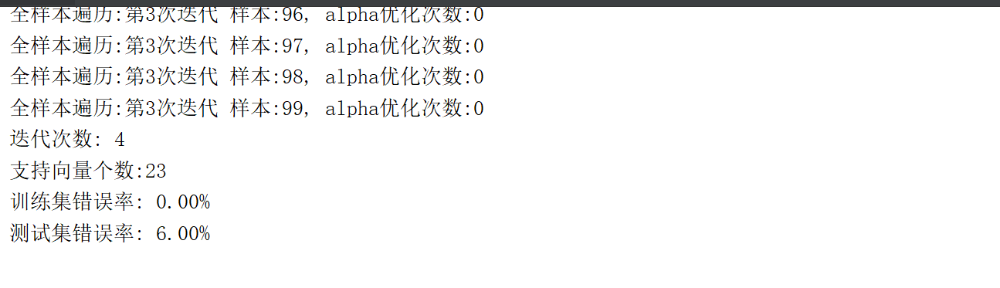 全样本遍历:第3次迭代 样本:96, alpha优化次数:0
全样本遍历:第3次迭代 样本:97, alpha优化次数:0
全样本遍历:第3次迭代 样本:98, alpha优化次数:0
全样本遍历:第3次迭代 样本:99, alpha优化次数:0
迭代次数: 4
支持向量个数:23
训练集错误率: 0.00%
测试集错误率: 6.00%